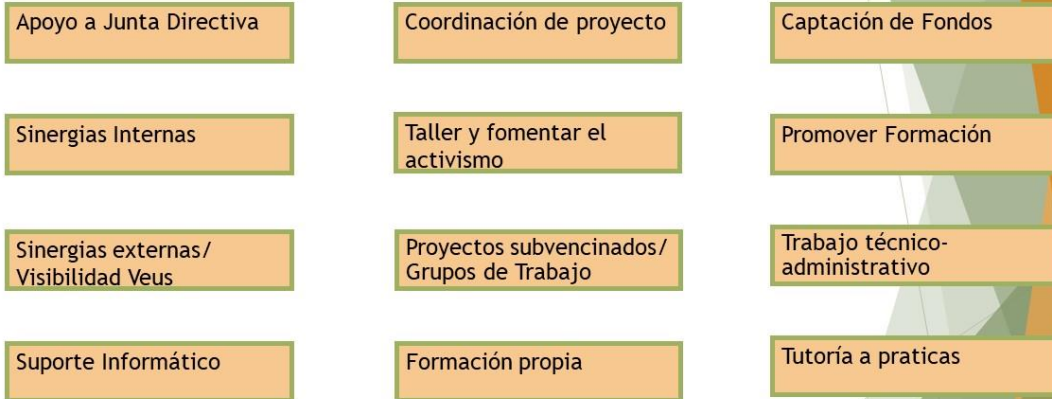 Apoyo a Junta Directiva
Coordinación de proyecto
Captación de Fondos
Sinergias Internas
Taller y fomentar el
activismo
Promover Formación
Sinergias externas/
Visibilidad Veus
Proyectos subvencinados/
Grupos de Trabajo
Trabajo técnico-
administrativo
Suporte Informático
Formación propia
Tutoría a praticas